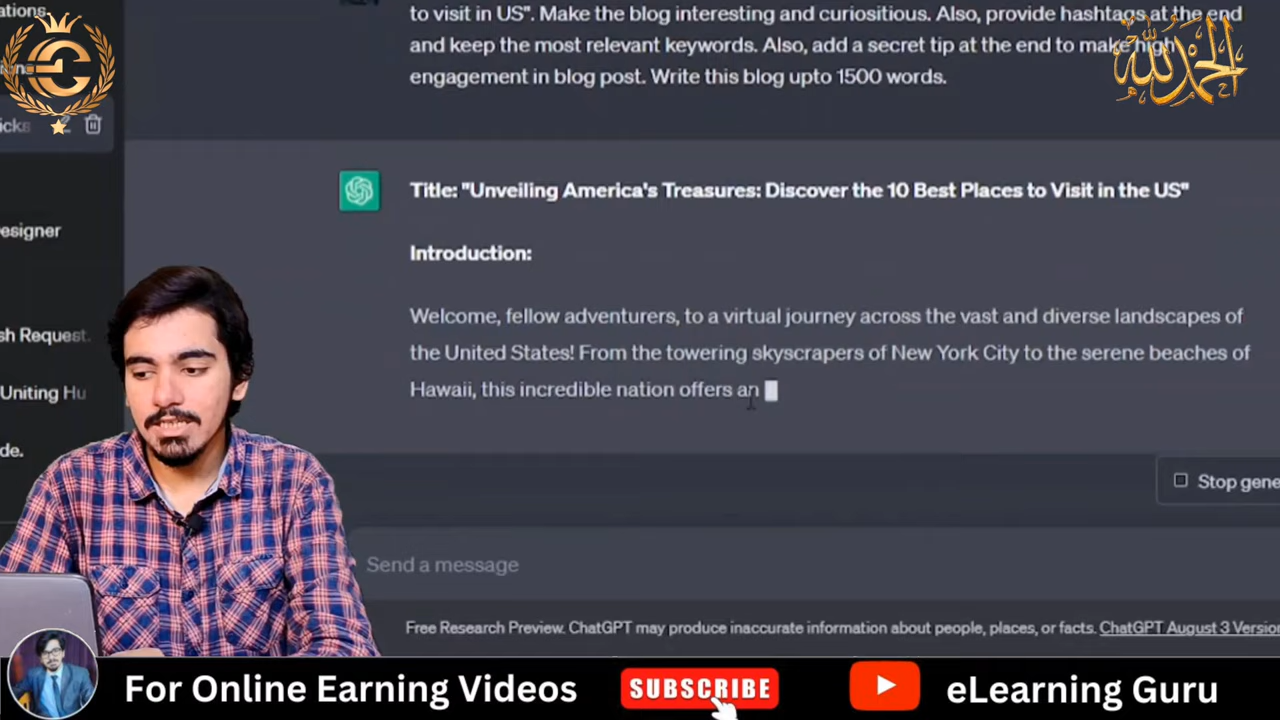 ations.
to visit in US". Make the blog interesting and curiositious. Also, provide hashtags at the end
and keep the most relevant keywords. Also, add a secret tip at the end to make high
engagement in blog post. Write this blog upto 1500 words.
الحمد لله
icks
Title: "Unveiling America's Treasures: Discover the 10 Best Places to Visit in the US"
esigner
Introduction:
Welcome, fellow adventurers, to a virtual journey across the vast and diverse landscapes of
the United States! From the towering skyscrapers of New York City to the serene beaches of
Hawaii, this incredible nation offers an
sh Request.
Uniting Hu
de.
Stop gene
Send a message
Free Research Preview. ChatGPT may produce inaccurate information about people, places, or facts. ChatGPT August 3 Versio
For Online Earning Videos
SUBSCRIBE
eLearning Guru